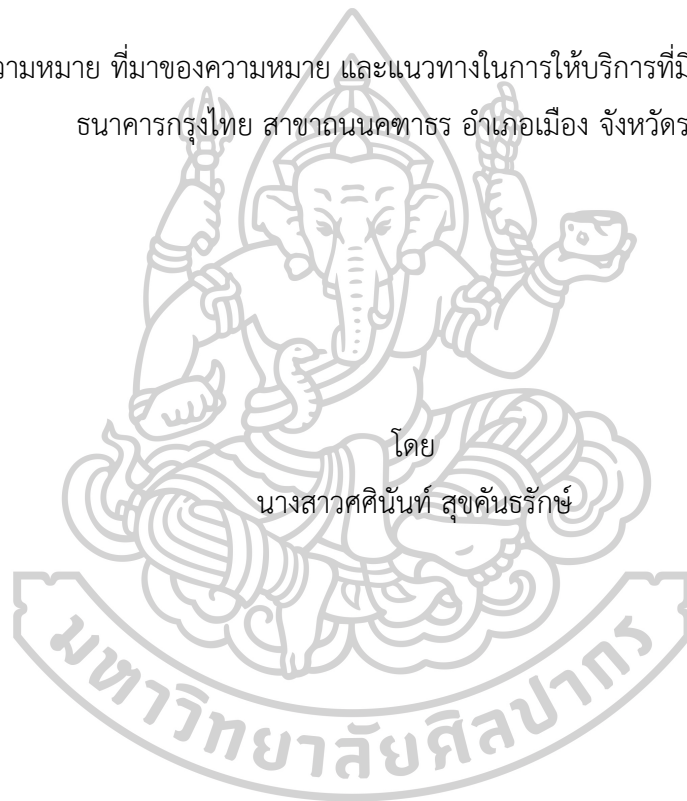 ความหมาย ที่มาของความหมาย และแนวทางในการให้บริการที่
ธนาคารกรุงไทย สาขาถนนคฑาธร อำเภอเมือง จังหวัด
โดย
นางสาวศศินันท์ สุขคันธรักษ์
มหาวิทยาลัยศิลปากร